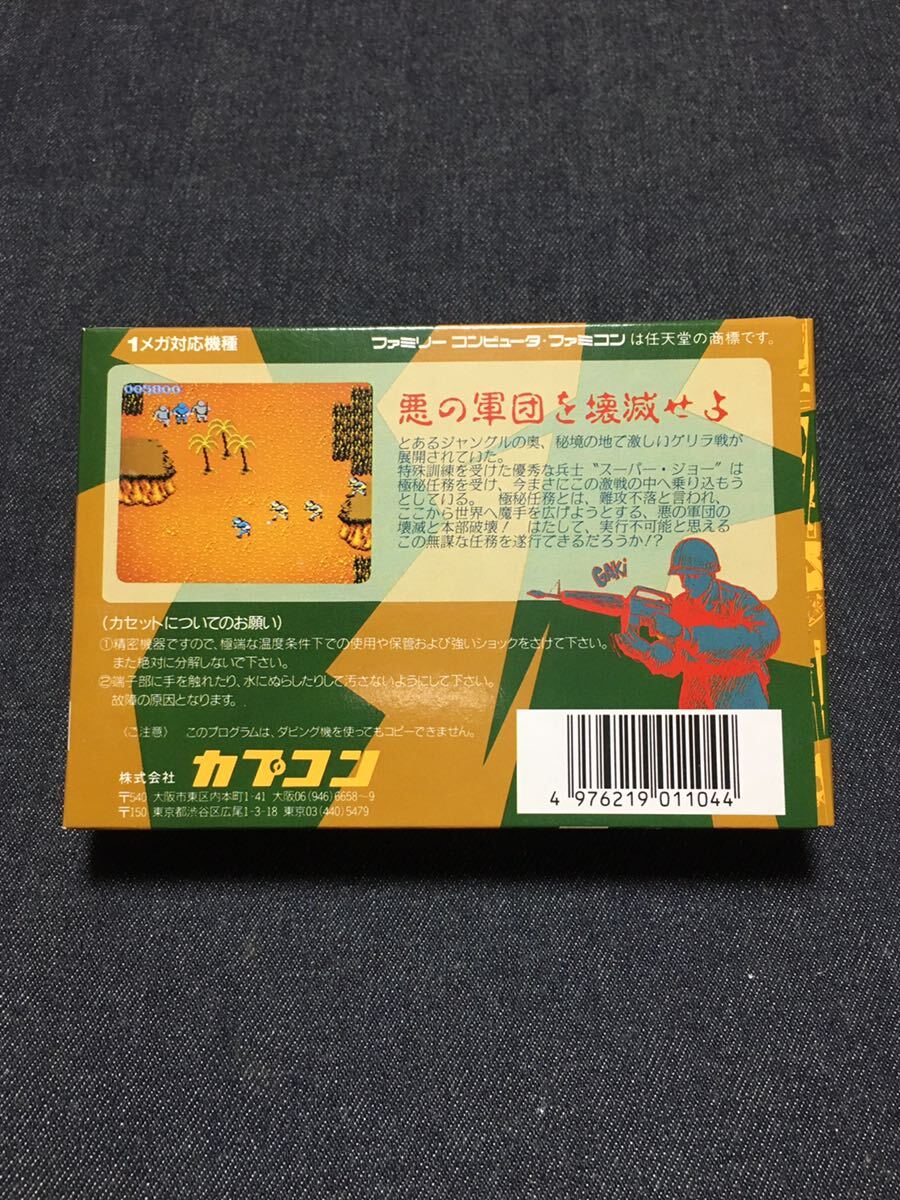 1メガ対応機種
ファミリーコンピュータ・ファミコンは任天堂の商標です。
悪の軍団を壊滅せよ
とあるジャングルの奥、秘境の地で激しいゲリラ戦が
展開されていた。
特殊訓練を受けた優秀な兵士“スーパー・ジョー”は
極秘任務を受け、今まさにこの激戦の中へ乗り込もう
としている。 極秘任務とは、難攻不落と言われ、
ここから世界へ魔手を広げようとする、悪の軍団の
壊滅と本部破壊! はたして、実行不可能と思える
この無謀な任務を遂行できるだろうか!?
GAKi
(カセットについてのお願い)
①精密機器ですので、極端な温度条件下での使用や保管および強いショックをさけて下さい。
また絶対に分解しないで下さい。
②端子部に手を触れたり、水にぬらしたりして汚さないようにして下さい。
故障の原因となります。
(ご注意) このプログラムは、ダビング機を使ってもコピーできません。
株式会社 カプコン
〒540 大阪市東区内本町1-41 大阪06(946)6658〜9
〒150 東京都渋谷区広尾1-3-18 東京03(440)5479
4 976219 011044